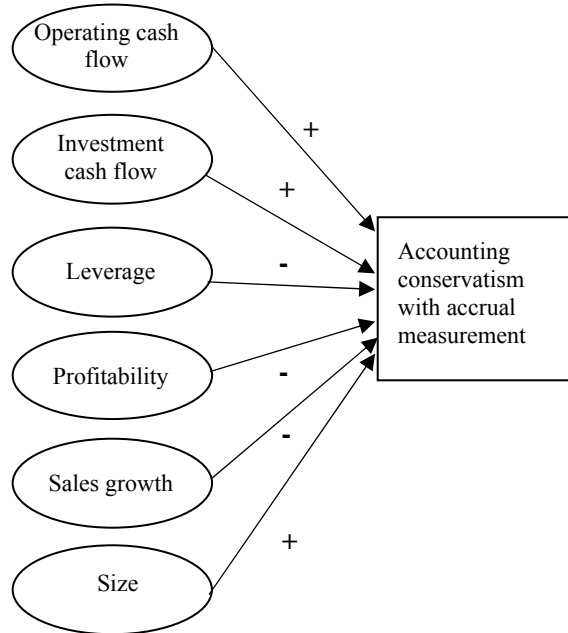 Operating cash
flow
+
Investment
cash flow
+
Leverage
-
Accounting
conservatism
with accrual
measurement
Profitability
-
Sales growth
-
Size
+